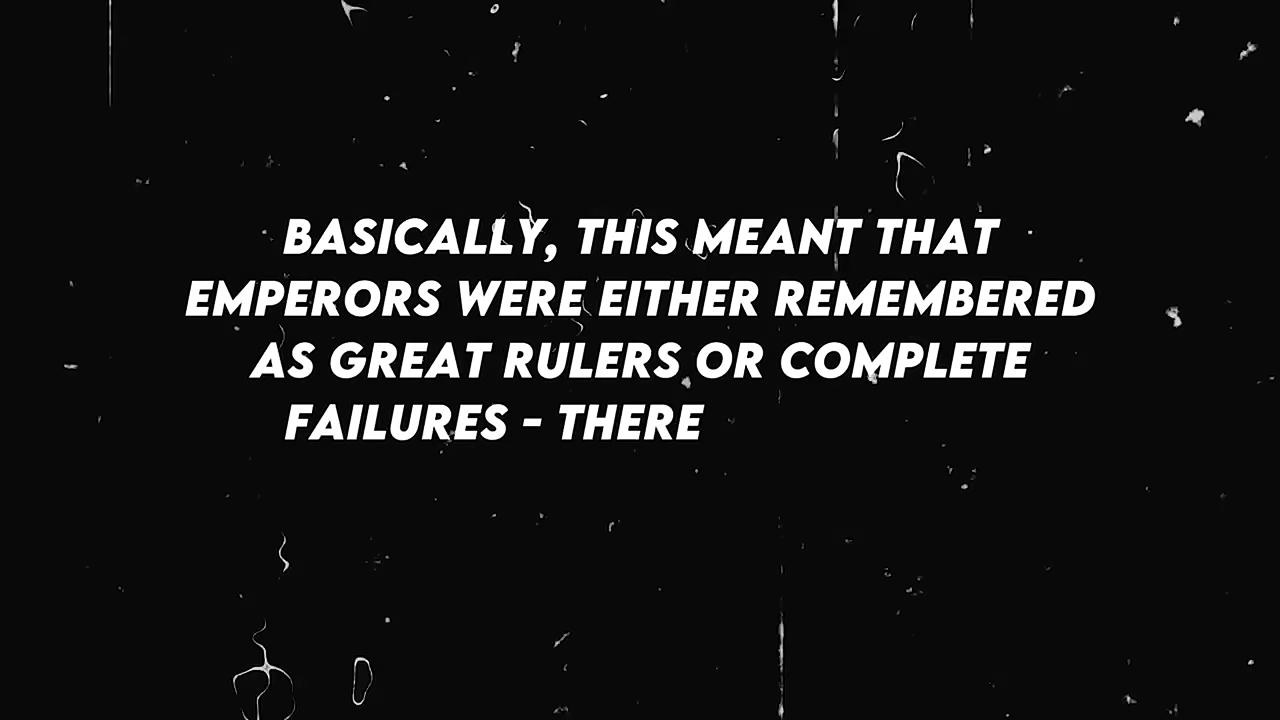 BASICALLY, THIS MEANT THAT
EMPERORS WERE EITHER REMEMBERED
AS GREAT RULERS OR COMPLETE
FAILURES - THERE